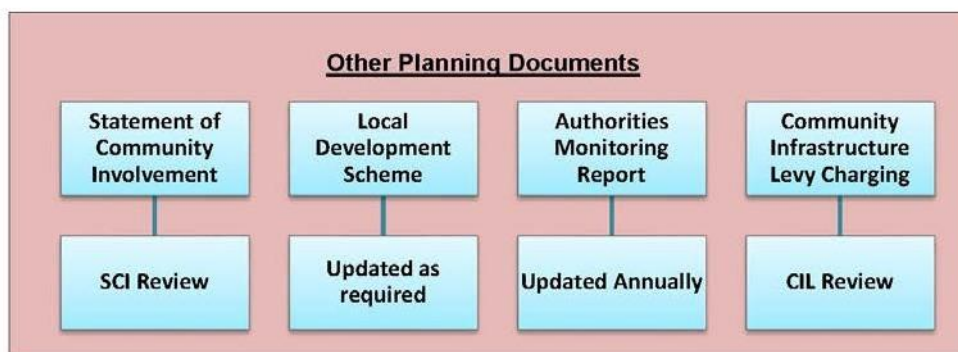 Other Planning Documents
Statement of
Community
Involvement
Local
Development
Scheme
Authorities
Monitoring
Report
Community
Infrastructure
Levy Charging
SCI Review
Updated as
required
Updated Annually
CIL Review